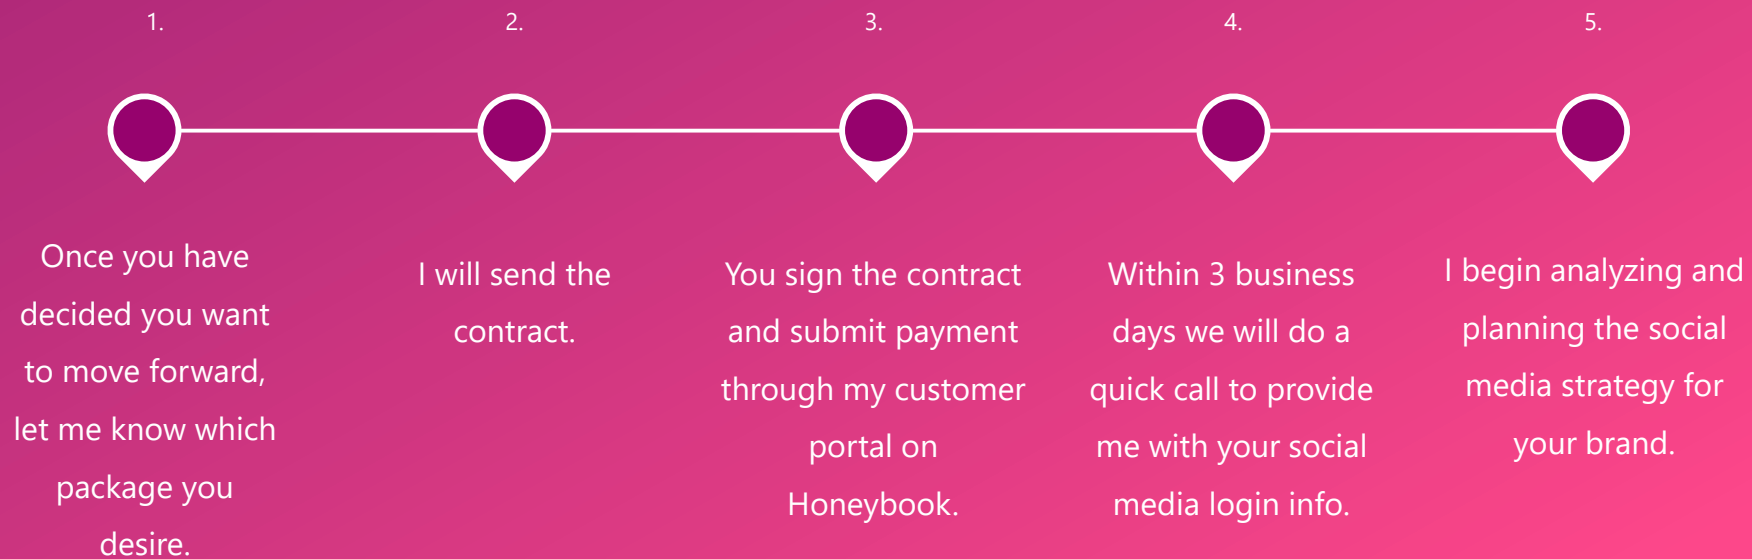 1.
Once you have
decided you want
to move forward,
let me know which
package you
desire.
2.
I will send the
contract.
3.
You sign the contract
and submit payment
through my customer
portal on
Honeybook.
4.
Within 3 business
days we will do a
quick call to provide
me with your social
media login info.
5.
I begin analyzing and
planning the social
media strategy for
your brand.